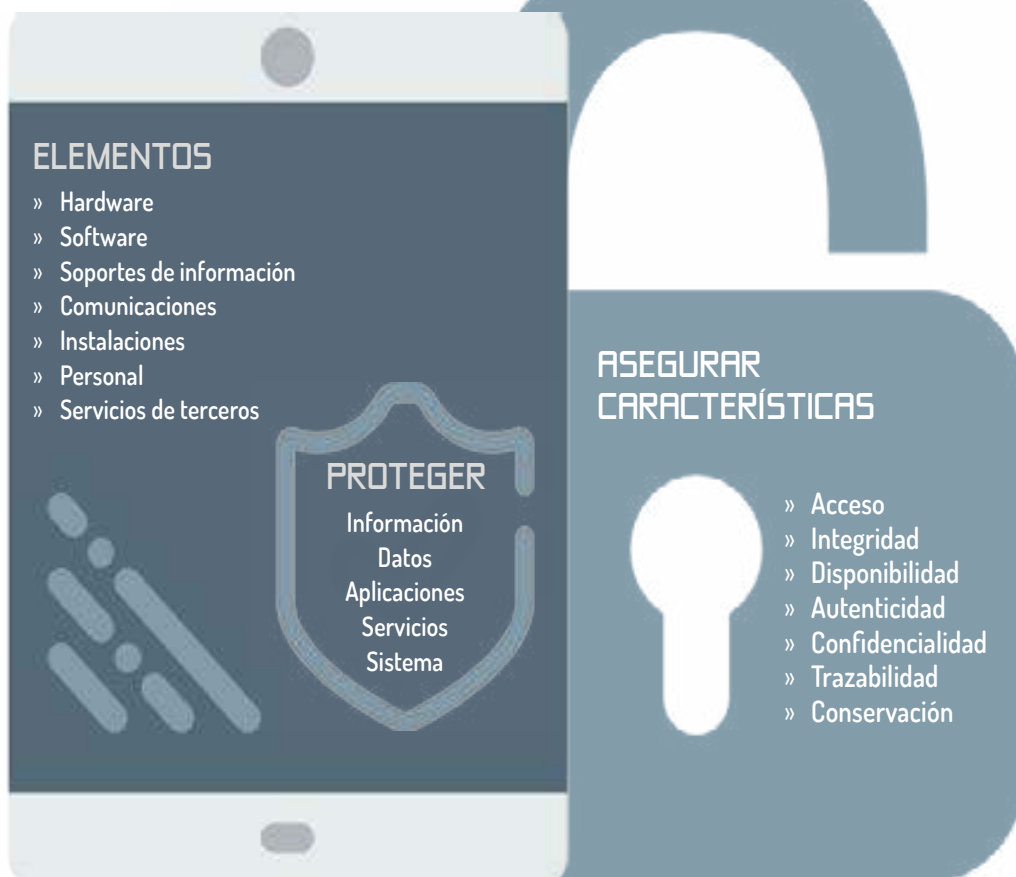 ELEMENTOS
» Hardware
» Software
» Soportes de información
» Comunicaciones
» Instalaciones
» Personal
» Servicios de terceros
PROTEGER
Información
Datos
Aplicaciones
Servicios
Sistema
ASEGURAR
CARACTERÍSTICAS
» Acceso
» Integridad
» Disponibilidad
» Autenticidad
» Confidencialidad
» Trazabilidad
» Conservación